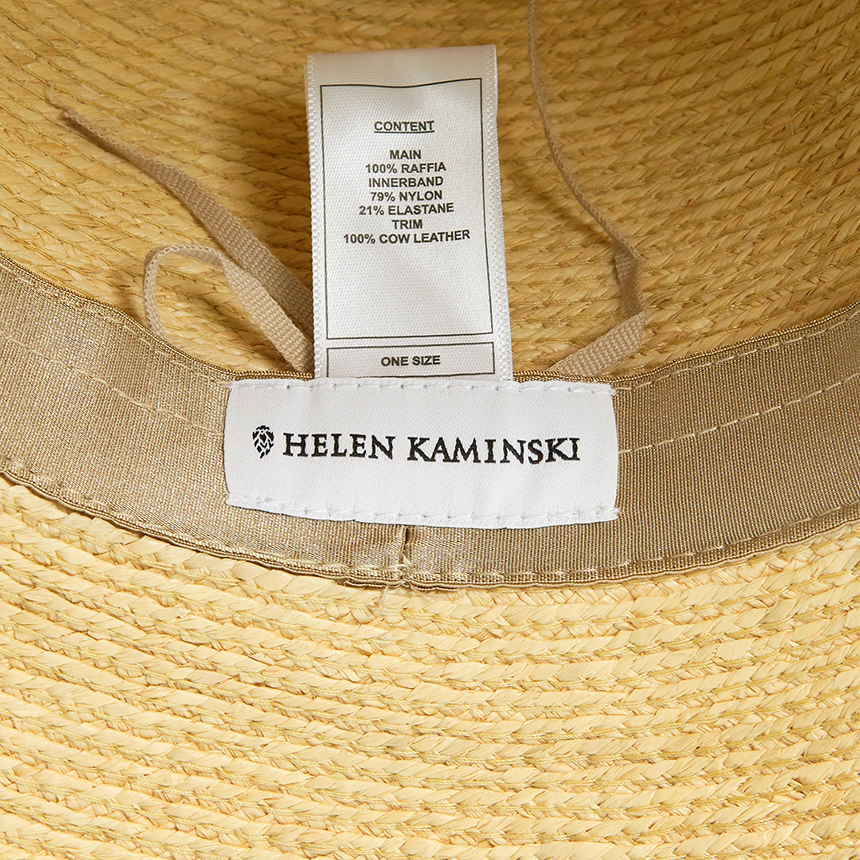 CONTENT
MAIN
100% RAFFIA
INNERBAND
79% NYLON
21% ELASTANE
TRIM
100% COW LEATHER
ONE SIZE
HELEN KAMINSKI